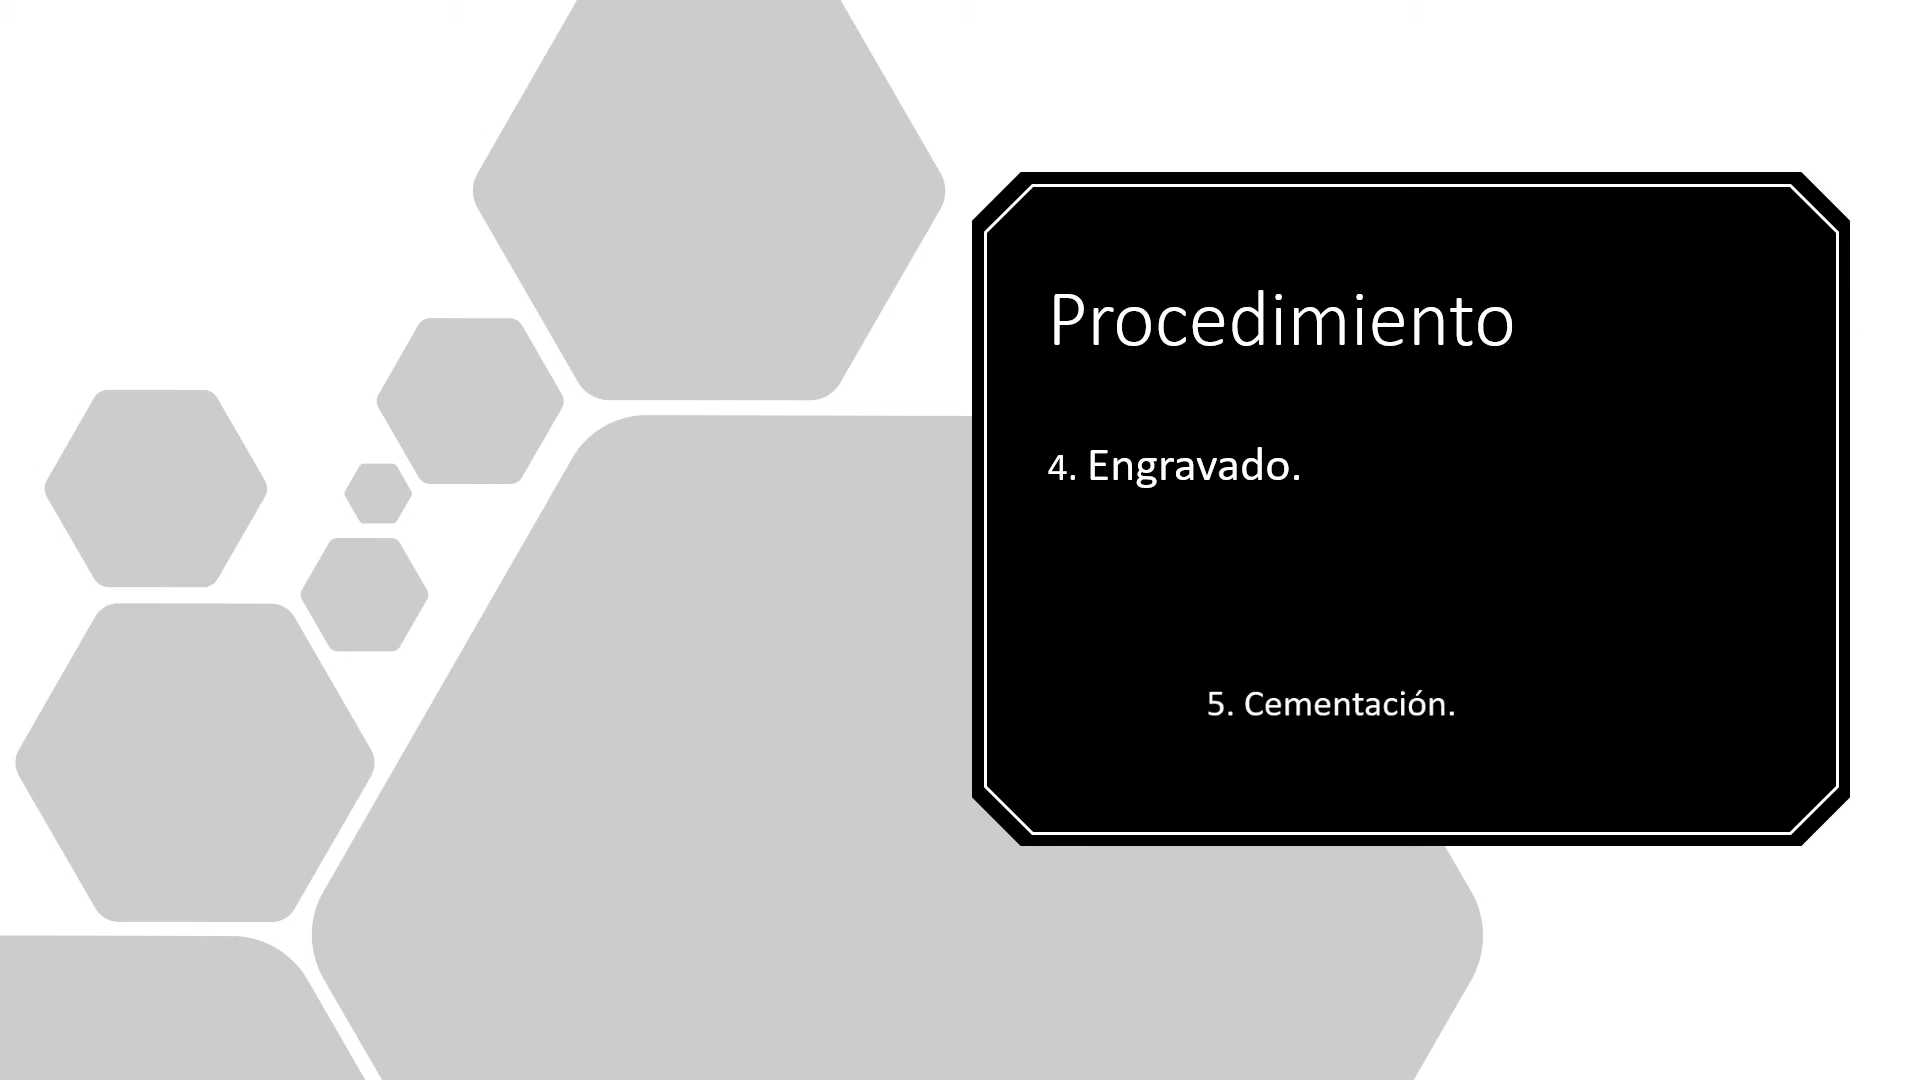 Procedimiento
4. Engravado.
5. Cementación.